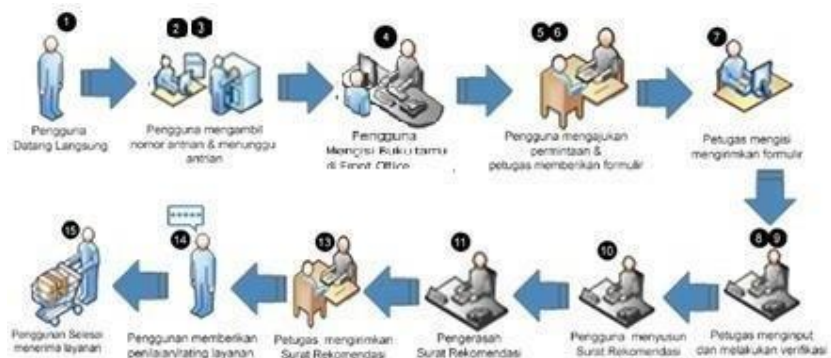 1
Pengguna
Datang Langsung
2 3
Pengguna mengambil
nomor antrian & menunggu
antrian
4
Pengguna
Mengisi Buku tamu
di Front Office
5 6
Pengguna mengajukan
permintaan &
petugas memberikan formulir
7
Petugas mengisi
mengirimkan formulir
8 9
Petugas menginput
dan melakukan verifikasi
10
Pengguna menyusun
Surat Rekomendasi
11
Pengerasah
Surat Rekomendasi
13
Petugas mengirimkan
Surat Rekomendasi
14
Penggunan memberikan
penilaian/rating layanan
15
Penggunan Selesai
menerima layanan